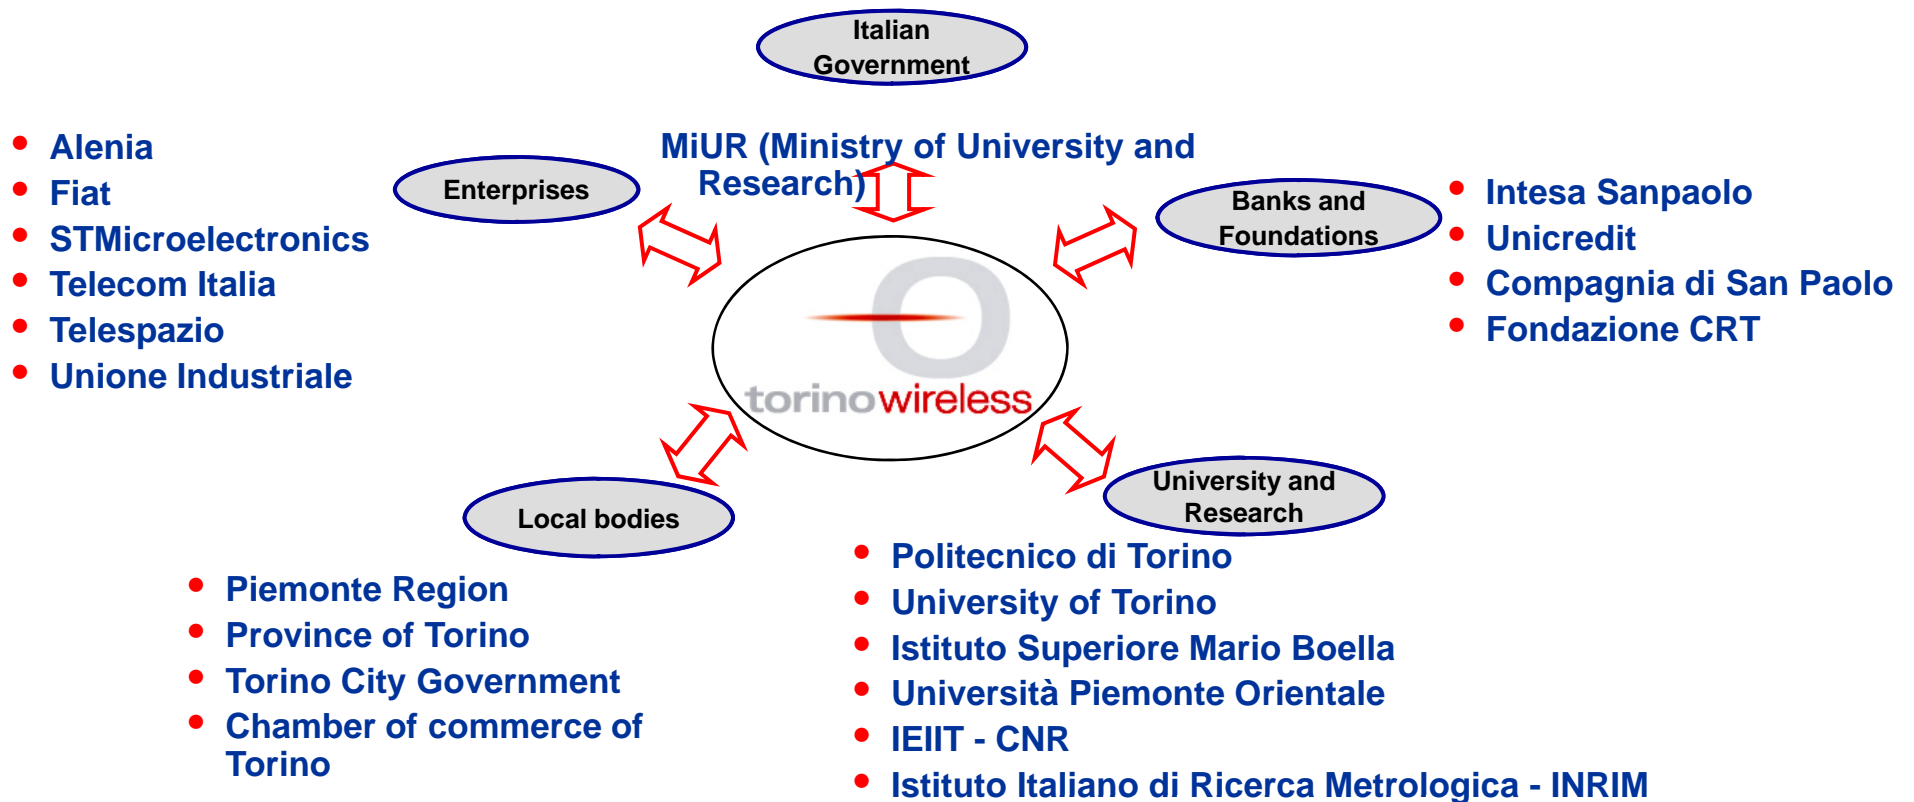 Italian
Government
MiUR (Ministry of University and
Research)
Enterprises
Alenia
Fiat
STMicroelectronics
Telecom Italia
Telespazio
Unione Industriale
Banks and
Foundations
Intesa Sanpaolo
Unicredit
Compagnia di San Paolo
Fondazione CRT
torinowireless
Local bodies
Piemonte Region
Province of Torino
Torino City Government
Chamber of commerce of
Torino
University and
Research
Politecnico di Torino
University of Torino
Istituto Superiore Mario Boella
Università Piemonte Orientale
IEIIT - CNR
Istituto Italiano di Ricerca Metrologica - INRIM